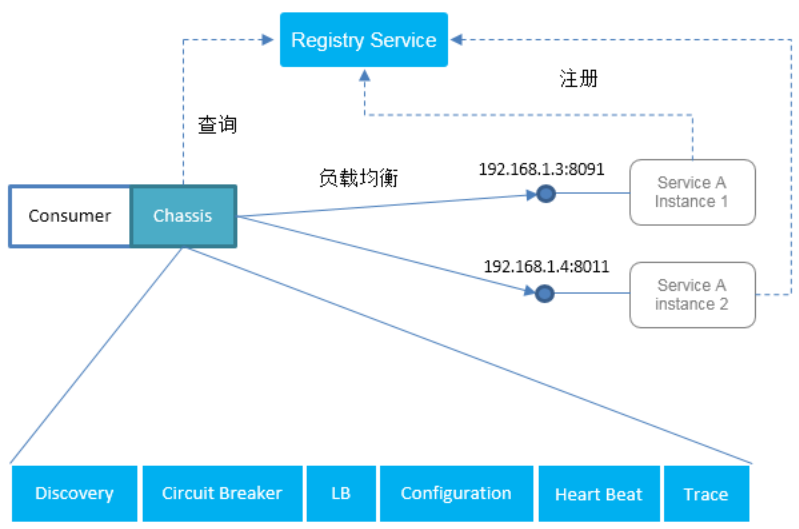 Registry Service
注册
查询
负载均衡
192.168.1.3:8091
Service A
Instance 1
Consumer
Chassis
192.168.1.4:8011
Service A
instance 2
Discovery
Circuit Breaker
LB
Configuration
Heart Beat
Trace